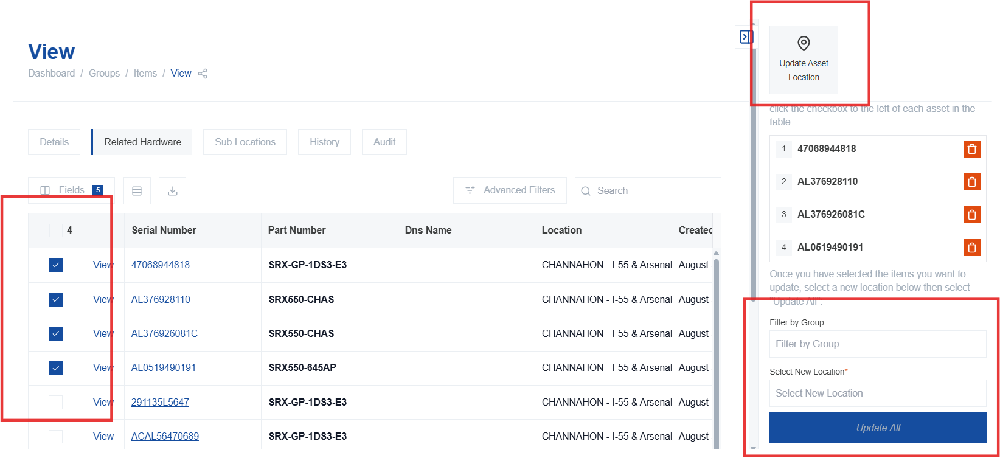 View
Dashboard / Groups / Items / View
Details
Related Hardware
Sub Locations
History
Audit
Fields 5
Advanced Filters
Search
4 Serial Number Part Number Dns Name Location Created
View 47068944818 SRX-GP-1DS3-E3 CHANNAHON - I-55 & Arsenal August
View AL376928110 SRX550-CHAS CHANNAHON - I-55 & Arsenal August
View AL376926081C SRX550-CHAS CHANNAHON - I-55 & Arsenal August
View AL0519490191 SRX550-645AP CHANNAHON - I-55 & Arsenal August
View 291135L5647 SRX-GP-1DS3-E3 CHANNAHON - I-55 & Arsenal August
View ACAL56470689 SRX-GP-1DS3-E3 CHANNAHON - I-55 & Arsenal August
Update Asset
Location
click the checkbox to the left of each asset in the
table.
1 47068944818
2 AL376928110
3 AL376926081C
4 AL0519490191
Once you have selected the items you want to
update, select a new location below then select
"Update All".
Filter by Group
Filter by Group
Select New Location*
Select New Location
Update All